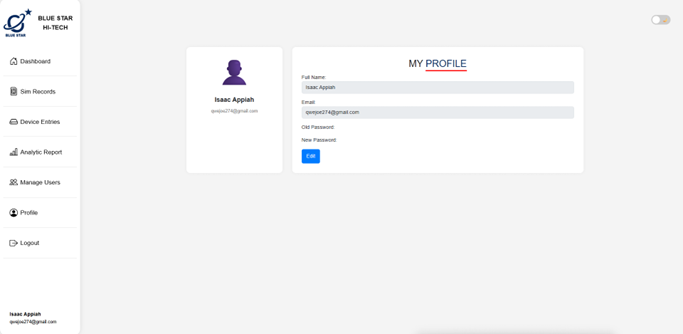 BLUE STAR
HI-TECH
BLUE STAR
Dashboard
Sim Records
Device Entries
Analytic Report
Manage Users
Profile
Logout
Isaac Appiah
qwejoe274@gmail.com
Isaac Appiah
qwejoe274@gmail.com
MY PROFILE
Full Name:
Isaac Appiah
Email:
qwejoe274@gmail.com
Old Password:
New Password:
Edit